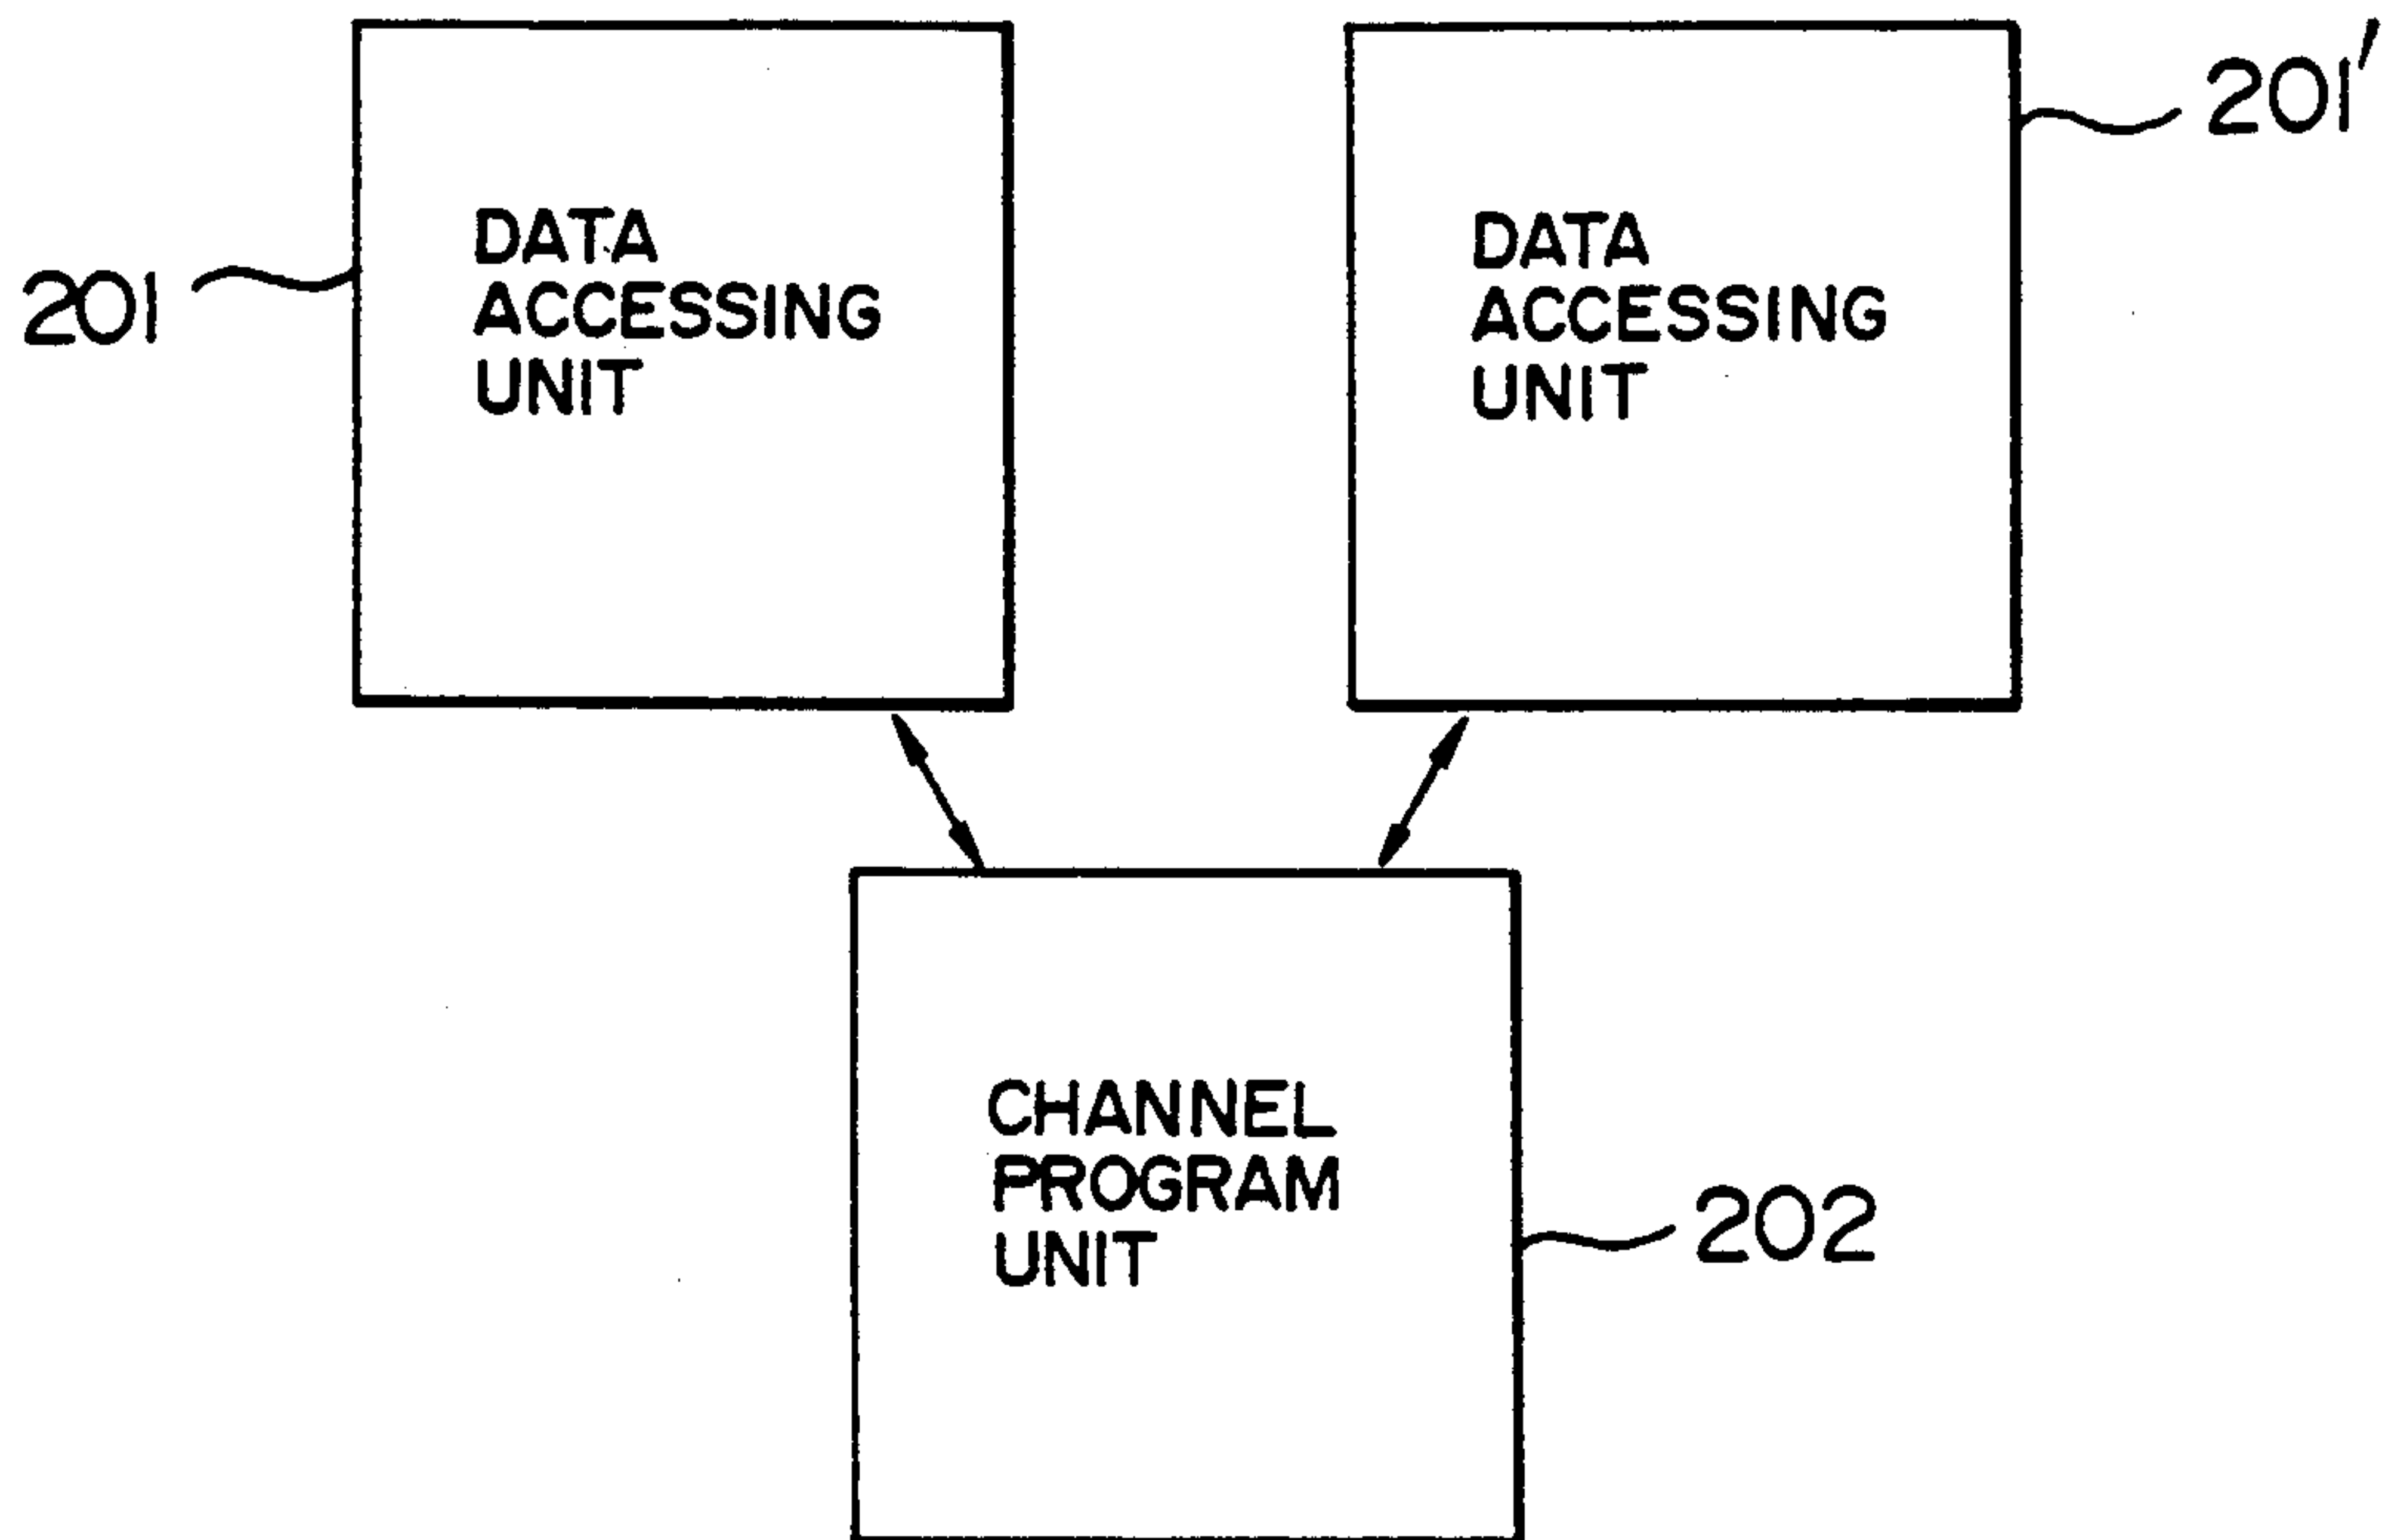 201
DATA
ACCESSING
UNIT
DATA
ACCESSING
UNIT
201'
CHANNEL
PROGRAM
UNIT
202